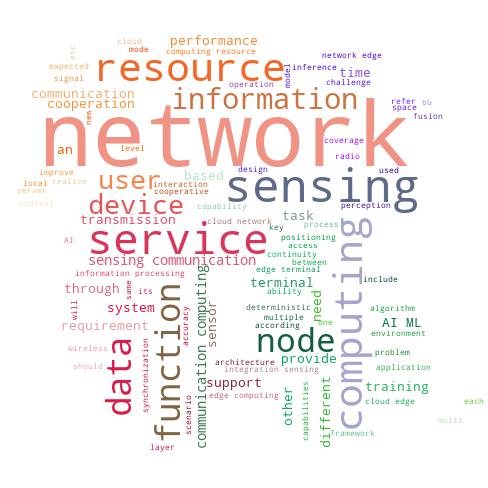 cloud
performance
etc
mode
computing resource
network edge
expected
resource
model
inference
time
signal
operation
challenge
communication
information
refer
6G
cooperation
new
space
fusion
network
level
coverage
an
radio
improve
user
based
design
used
local
realize
interaction
sensing
perception
server
cooperative
control
device
capability
task
transmission
cloud network
process
key
service
positioning
computing
AI
access
continuity
sensing communication
between
information processing
edge terminal
through
same
its
function
accuracy
communication computing
sensor
terminal
include
ability
will
system
deterministic
need
algorithm
requirement
multiple
one
AI ML
according
node
environment
data
synchronization
wireless
architecture
provide
problem
should
integration sensing
application
support
other
capabilities
different
training
scenario
edge computing
cloud edge
each
multi
layer
framework